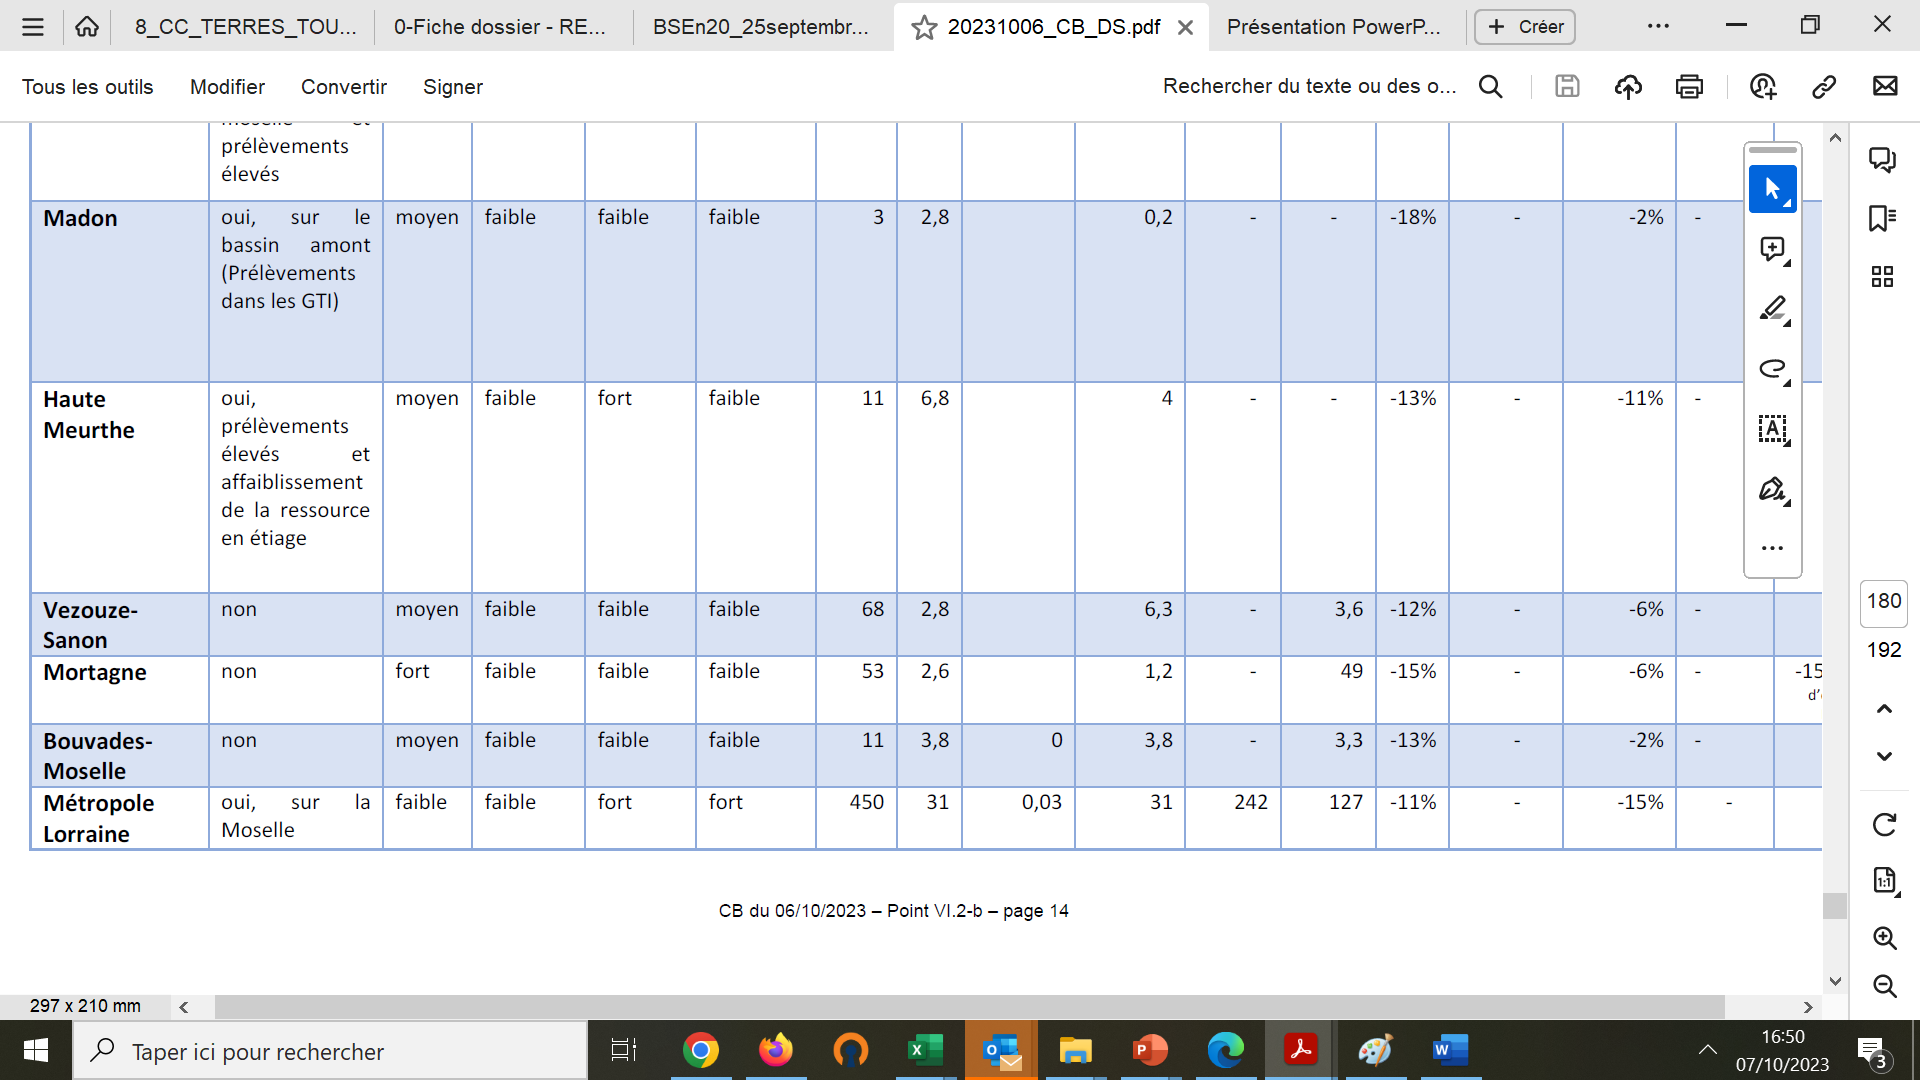 8_CC_TERRES_TOU... 0-Fiche dossier - RE... BSEn20_25septembr... 20231006_CB_DS.pdf Présentation PowerP... + Créer
Tous les outils Modifier Convertir Signer Rechercher du texte ou des o...
moselle et
prélèvements
élevés
Madon oui, sur le moyen faible faible faible 3 2,8 0,2 - - -18% - -2% -
bassin amont
(Prélèvements
dans les GTI)
Haute oui, moyen faible fort faible 11 6,8 4 - - -13% - -11% -
Meurthe prélèvements
élevés et
affaiblissement
de la ressource
en étiage
Vezouze- non moyen faible faible faible 68 2,8 6,3 - 3,6 -12% - -6% -
Sanon
Mortagne non fort faible faible faible 53 2,6 1,2 - 49 -15% - -6% - -15
d'
Bouvades- non moyen faible faible faible 11 3,8 0 3,8 - 3,3 -13% - -2% -
Moselle
Métropole oui, sur la faible faible fort fort 450 31 0,03 31 242 127 -11% - -15% -
Lorraine Moselle
CB du 06/10/2023 – Point VI.2-b – page 14
180
192
297 x 210 mm
Taper ici pour rechercher
16:50
07/10/2023
3